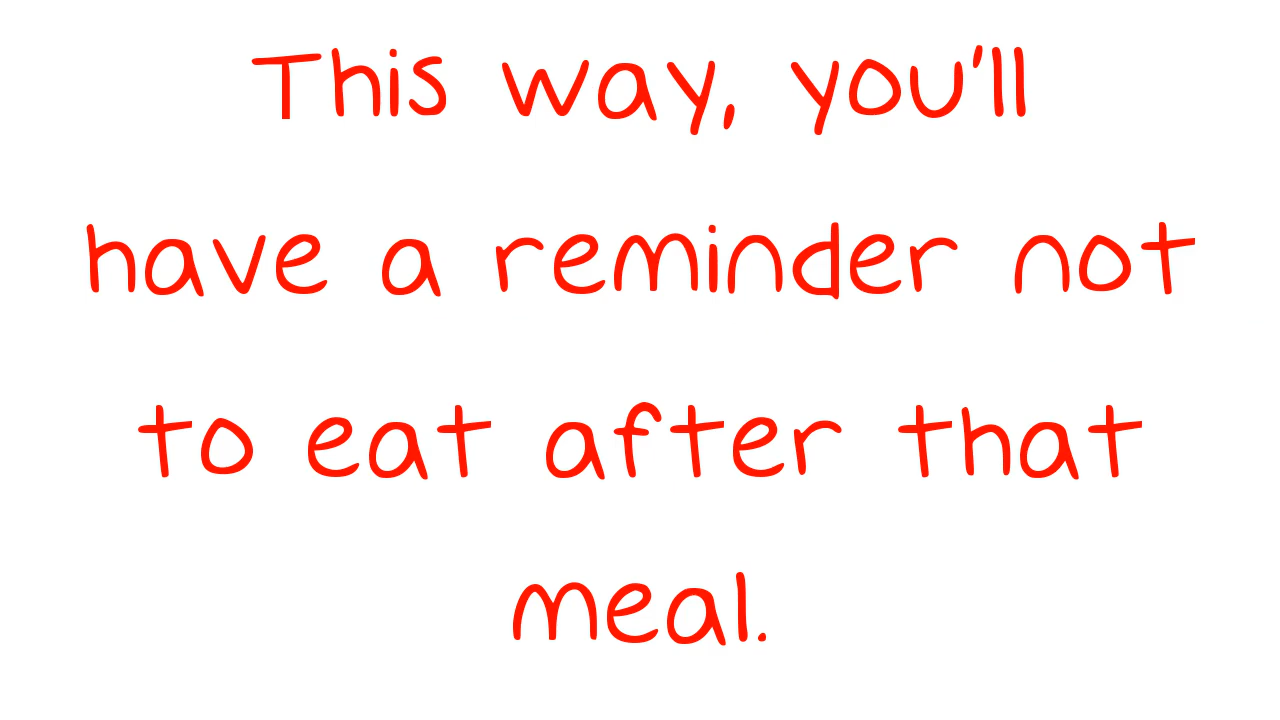 This way, you'll
have a reminder not
to eat after that
meal.